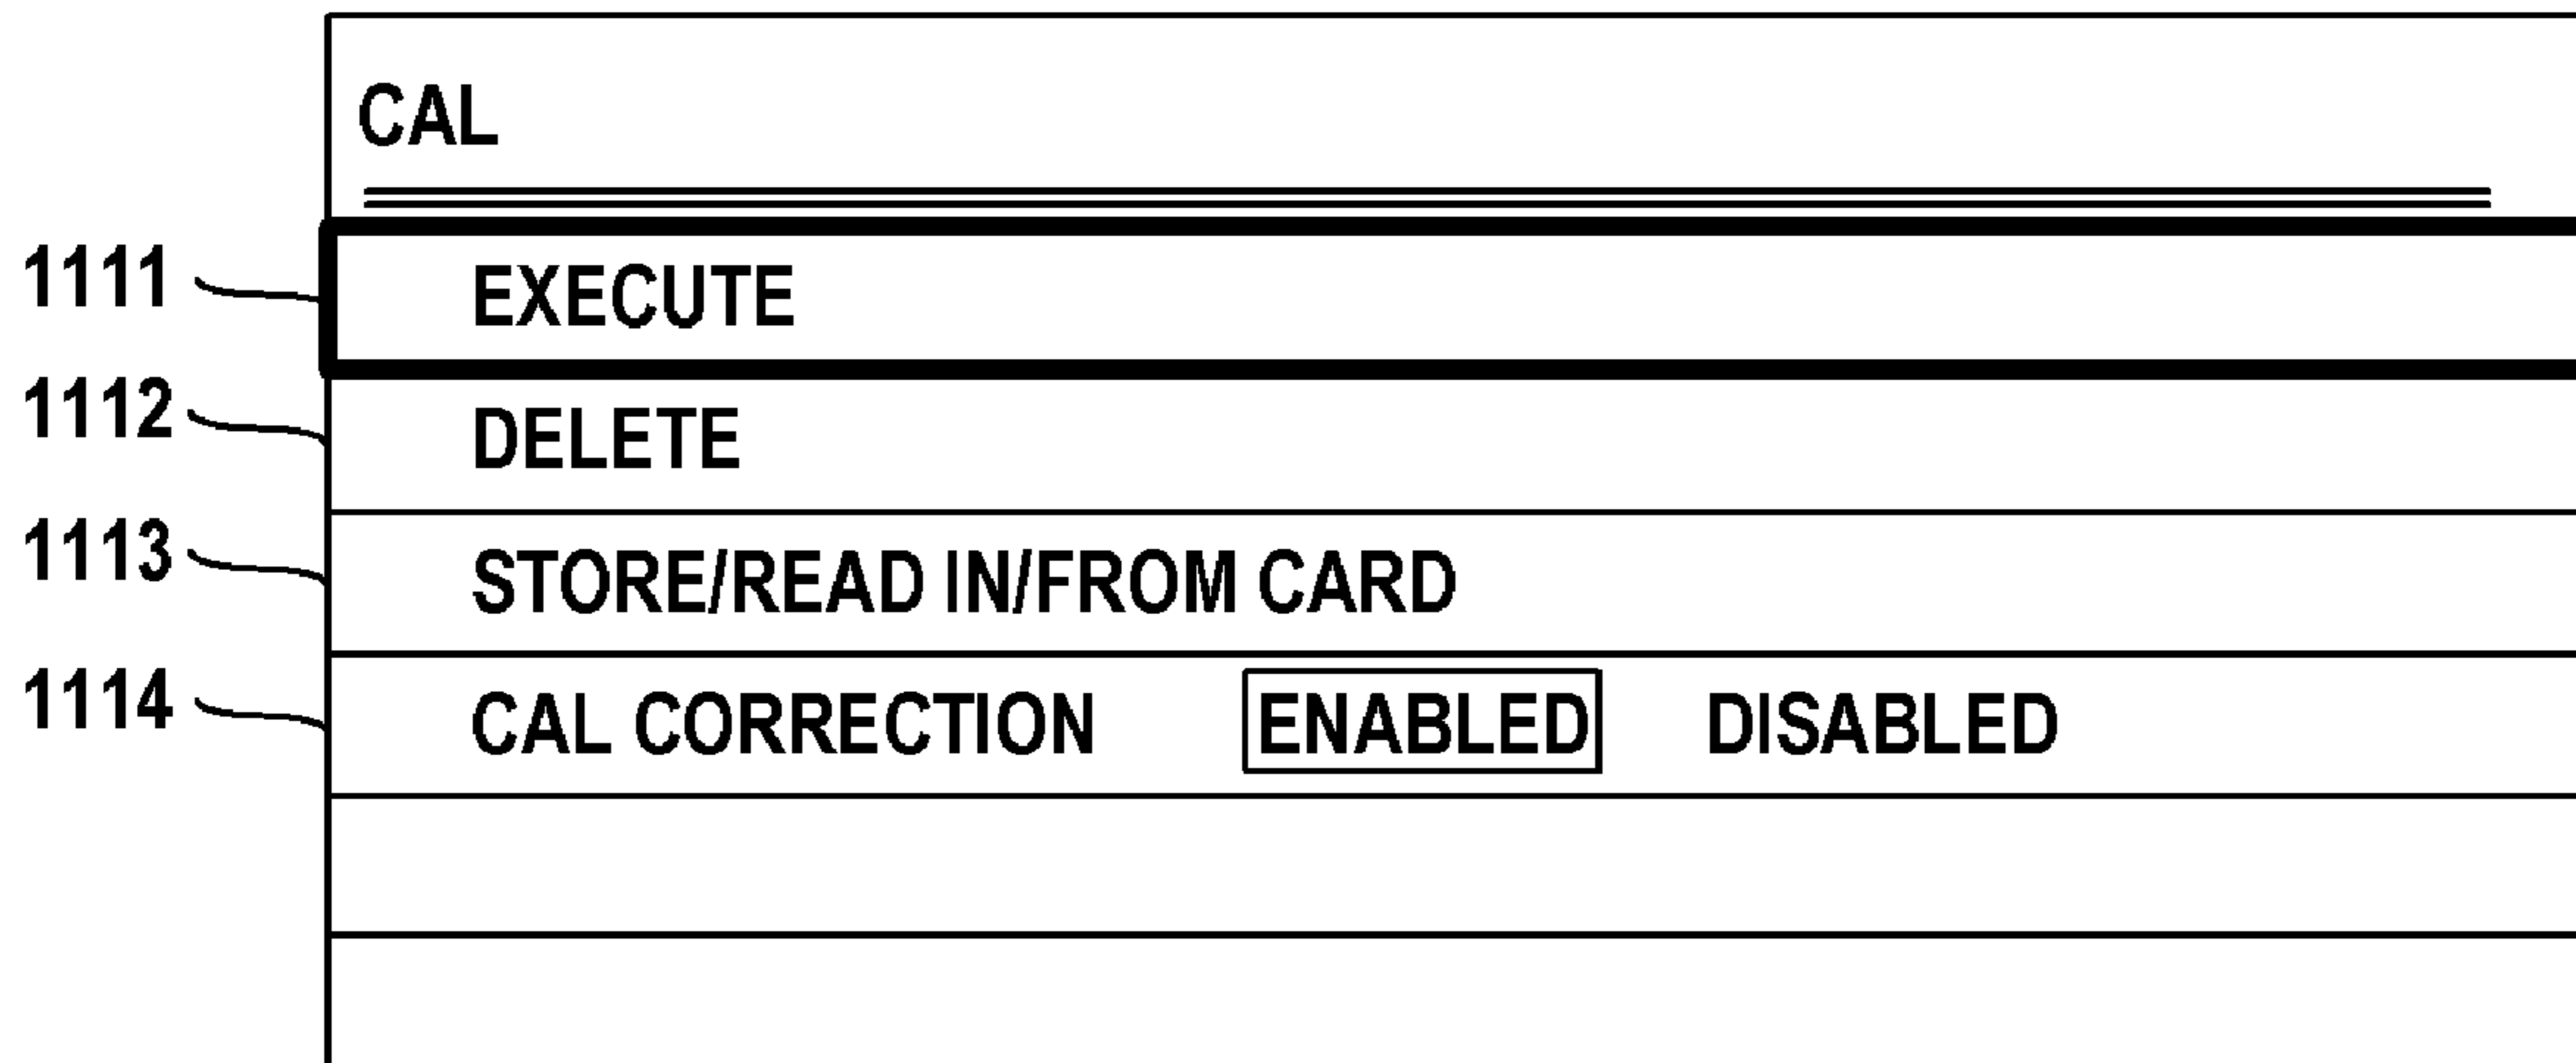 CAL
1111 EXECUTE
1112 DELETE
1113 STORE/READ IN/FROM CARD
1114 CAL CORRECTION ENABLED DISABLED